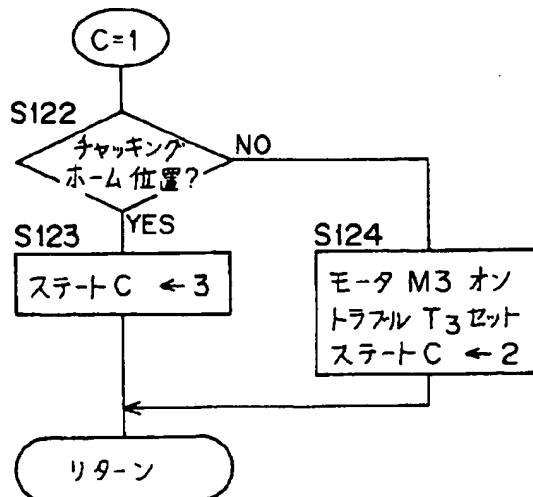 C=1
S122
チャッキング
ホーム位置?
NO
YES
S123
ステートC ← 3
S124
モータ M3 オン
トラブル T3セット
ステートC ← 2
リターン